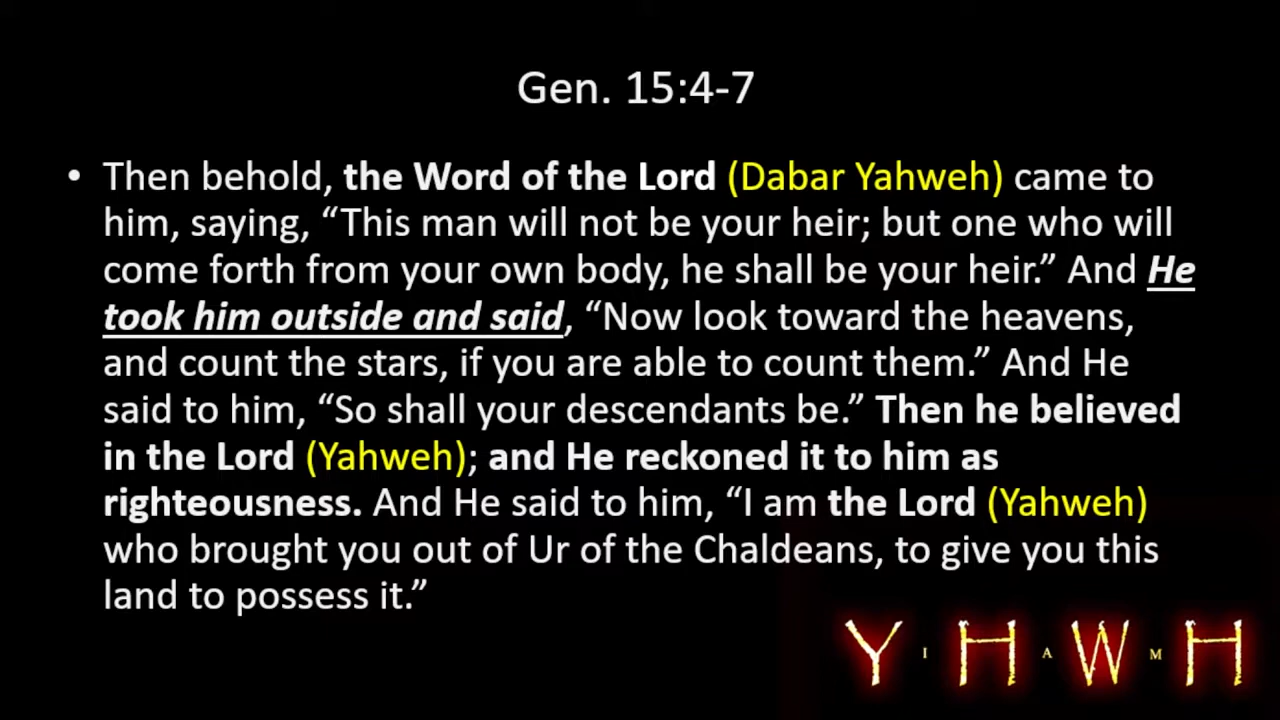 Gen. 15:4-7
• Then behold, the Word of the Lord (Dabar Yahweh) came to
him, saying, “This man will not be your heir; but one who will
come forth from your own body, he shall be your heir.” And He
took him outside and said, “Now look toward the heavens,
and count the stars, if you are able to count them.” And He
said to him, “So shall your descendants be.” Then he believed
in the Lord (Yahweh); and He reckoned it to him as
righteousness. And He said to him, “I am the Lord (Yahweh)
who brought you out of Ur of the Chaldeans, to give you this
land to possess it.”
Y I H A W M H